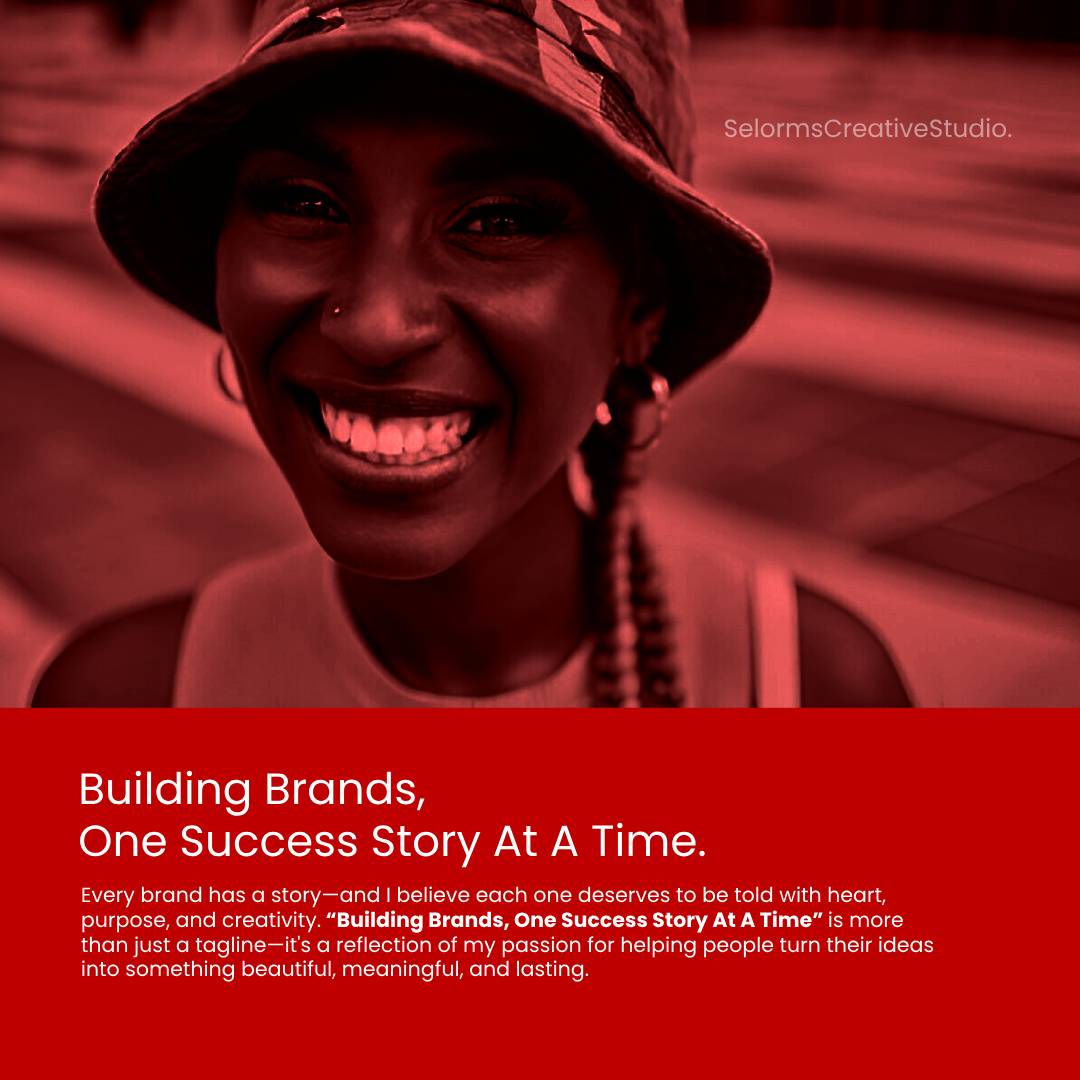 SelormsCreativeStudio.
Building Brands,
One Success Story At A Time.
Every brand has a story—and I believe each one deserves to be told with heart,
purpose, and creativity. “Building Brands, One Success Story At A Time” is more
than just a tagline—it's a reflection of my passion for helping people turn their ideas
into something beautiful, meaningful, and lasting.